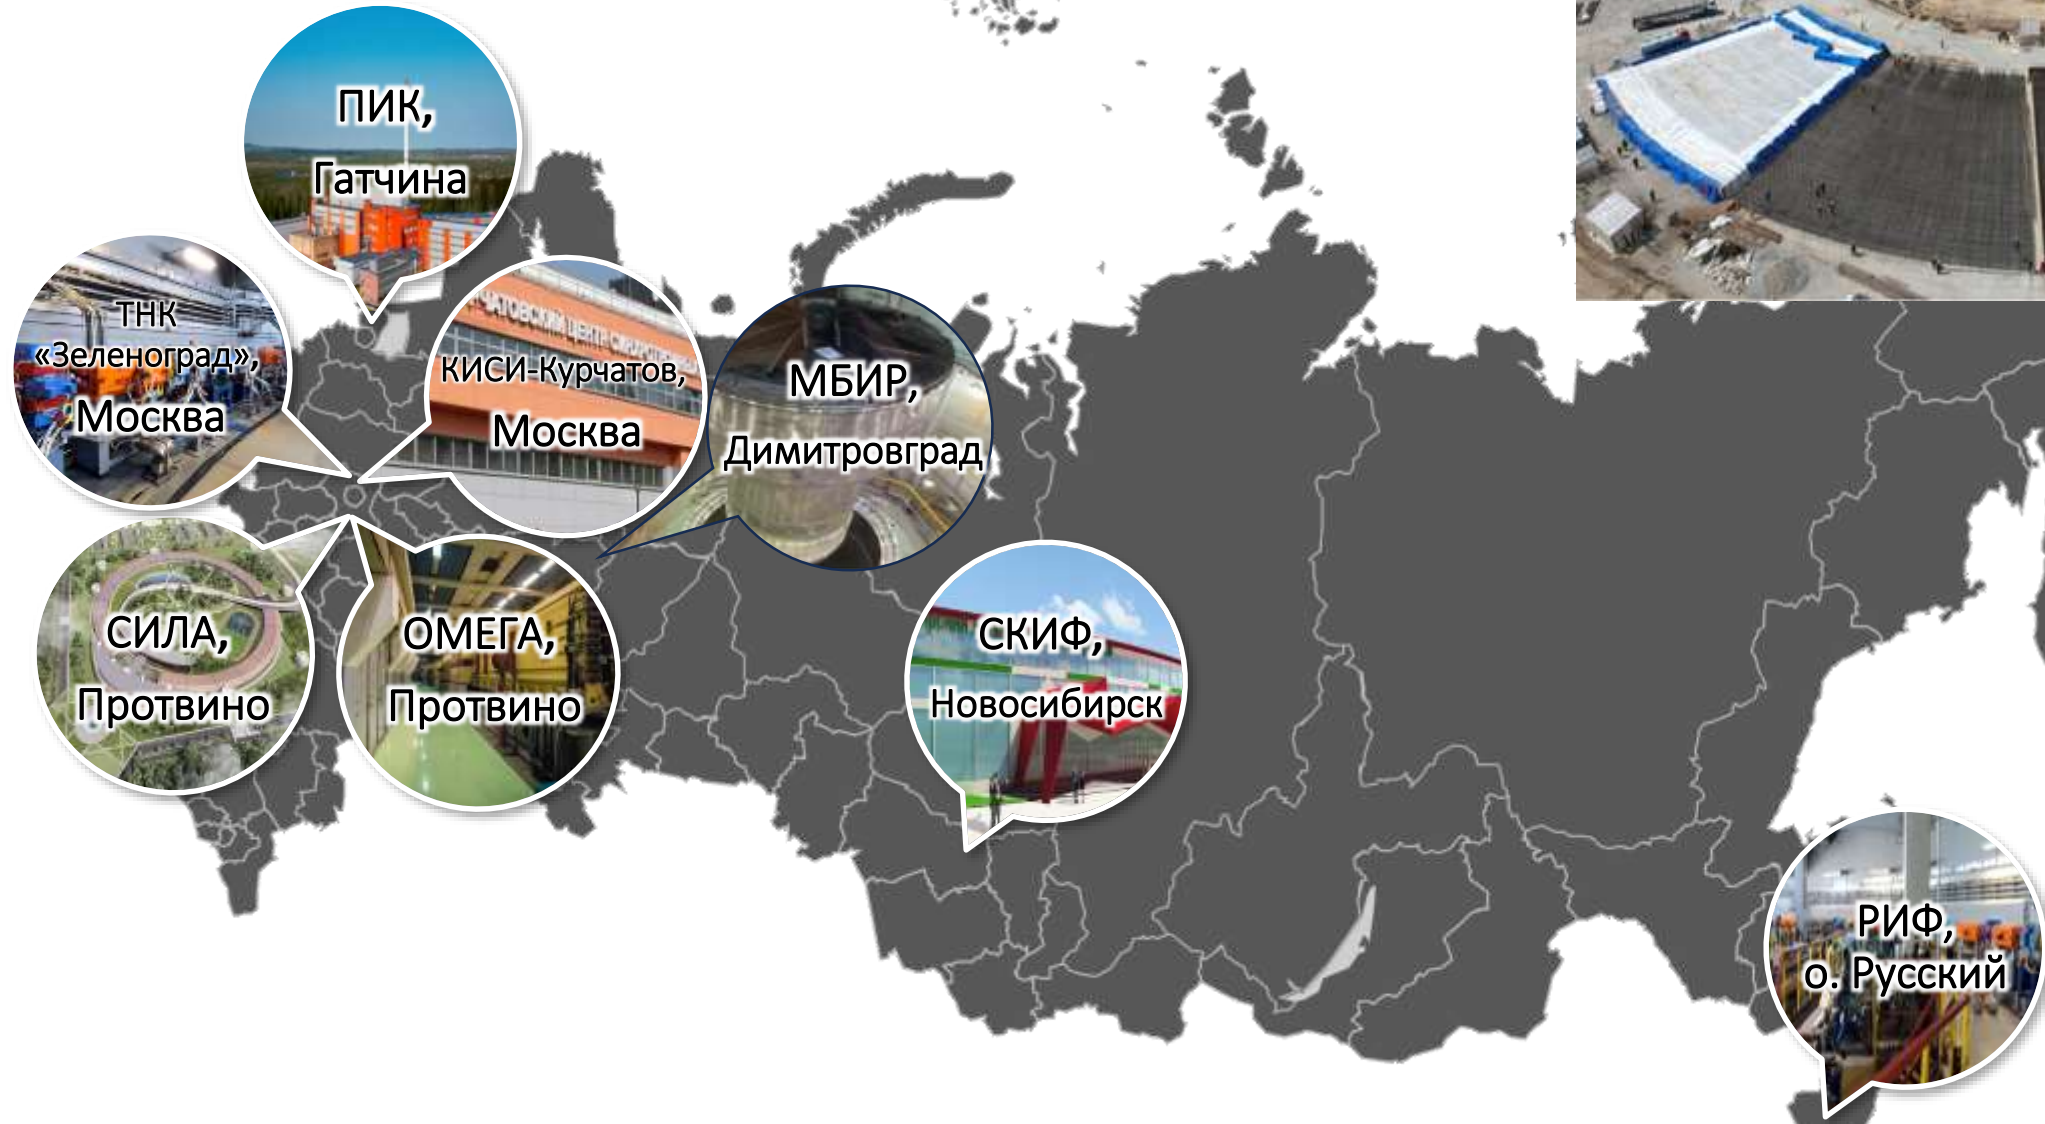 ПИК,
Гатчина
ТНК
«Зеленоград»,
Москва
КИСИ-Курчатов,
Москва
МБИР,
Димитровград
СИЛА,
Протвино
ОМЕГА,
Протвино
СКИФ,
Новосибирск
РИФ,
о. Русский